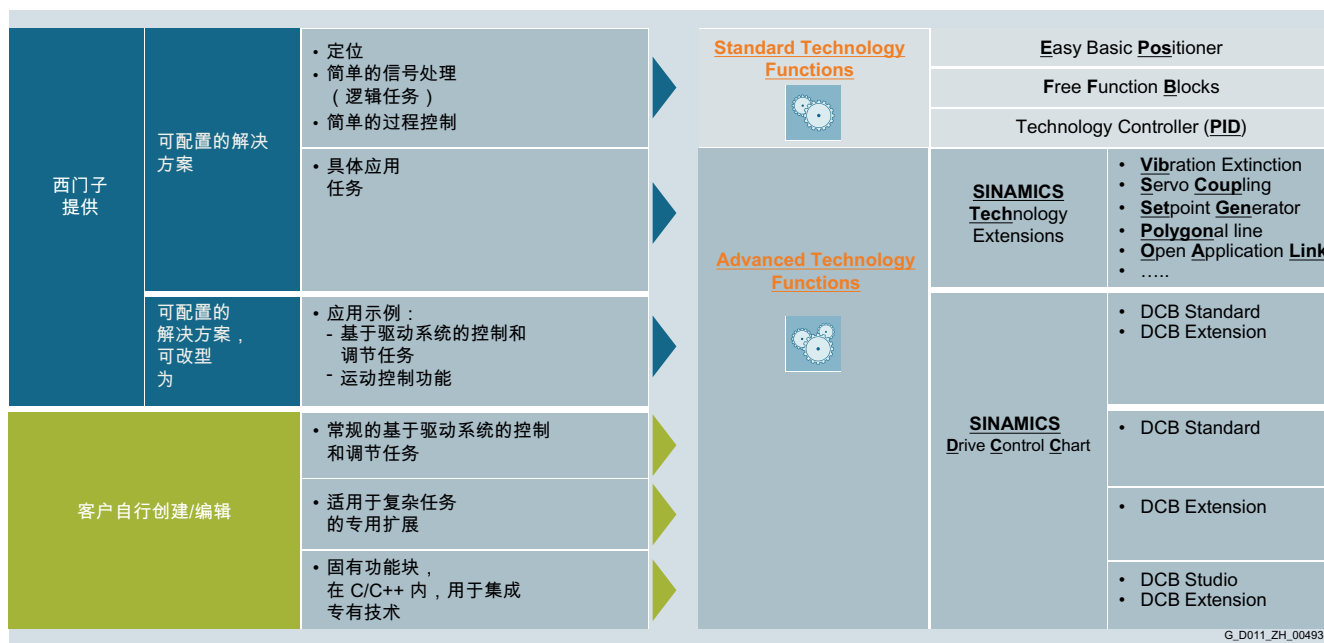 西门子
提供
可配置的解决
方案
• 定位
• 简单的信号处理
（逻辑任务）
• 简单的过程控制
• 具体应用
任务
可配置的
解决方案，
可改型
为
• 应用示例：
- 基于驱动系统的控制和
调节任务
- 运动控制功能
客户自行创建/编辑
• 常规的基于驱动系统的控制
和调节任务
• 适用于复杂任务
的专用扩展
• 固有功能块，
在 C/C++ 内，用于集成
专有技术
Standard Technology
Functions
Easy Basic Positioner
Free Function Blocks
Technology Controller (PID)
Advanced Technology
Functions
SINAMICS
Technology
Extensions
• Vibration Extinction
• Servo Coupling
• Setpoint Generator
• Polygonal line
• Open Application Link
• .....
SINAMICS
Drive Control Chart
• DCB Standard
• DCB Extension
• DCB Standard
• DCB Extension
• DCB Studio
• DCB Extension
G_D011_ZH_00493